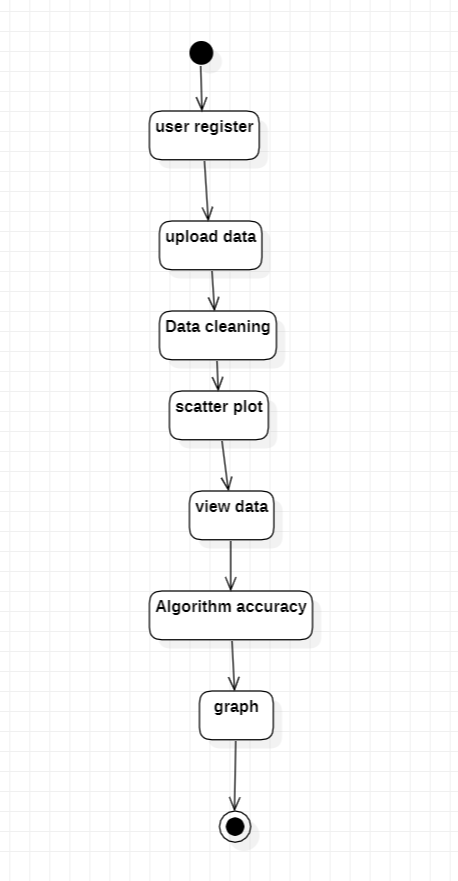 user register
upload data
Data cleaning
scatter plot
view data
Algorithm accuracy
graph